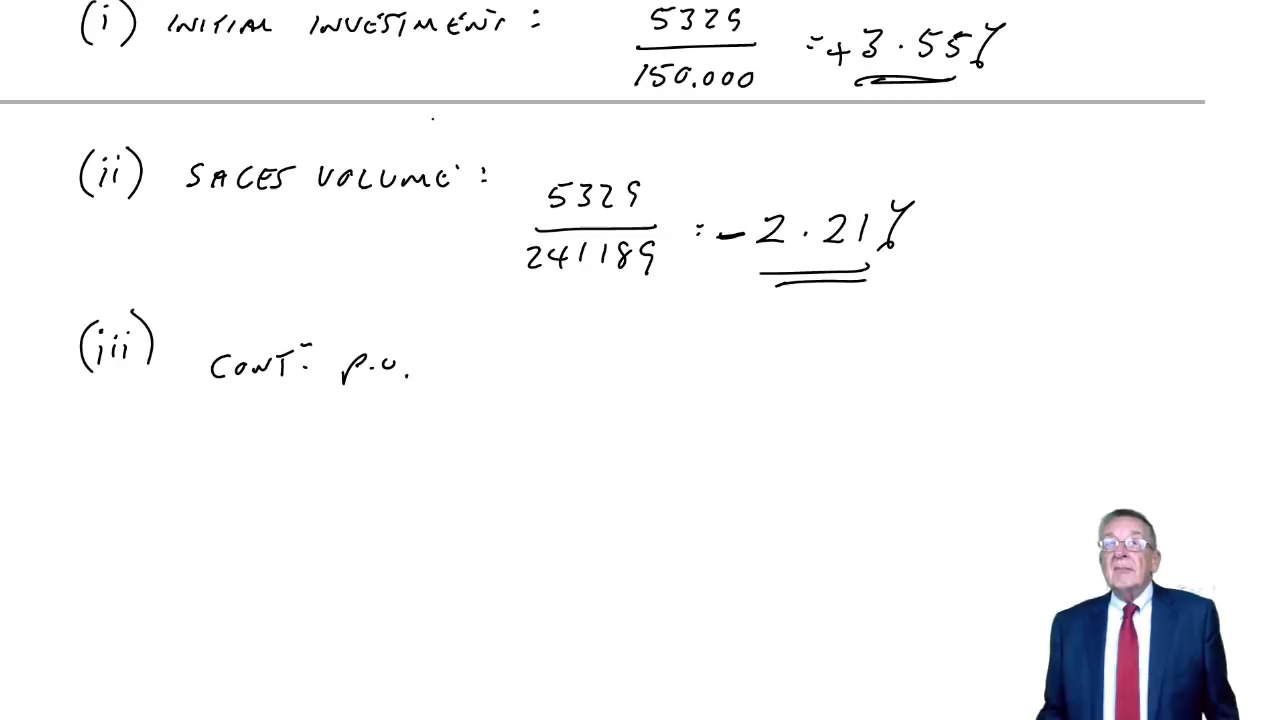 (i) INITIAL INVESTMENT : 5329 / 150.000 = +3.55%
(ii) SALES VOLUME : 5329 / 241189 = -2.21%
(iii) CONT: p.u.